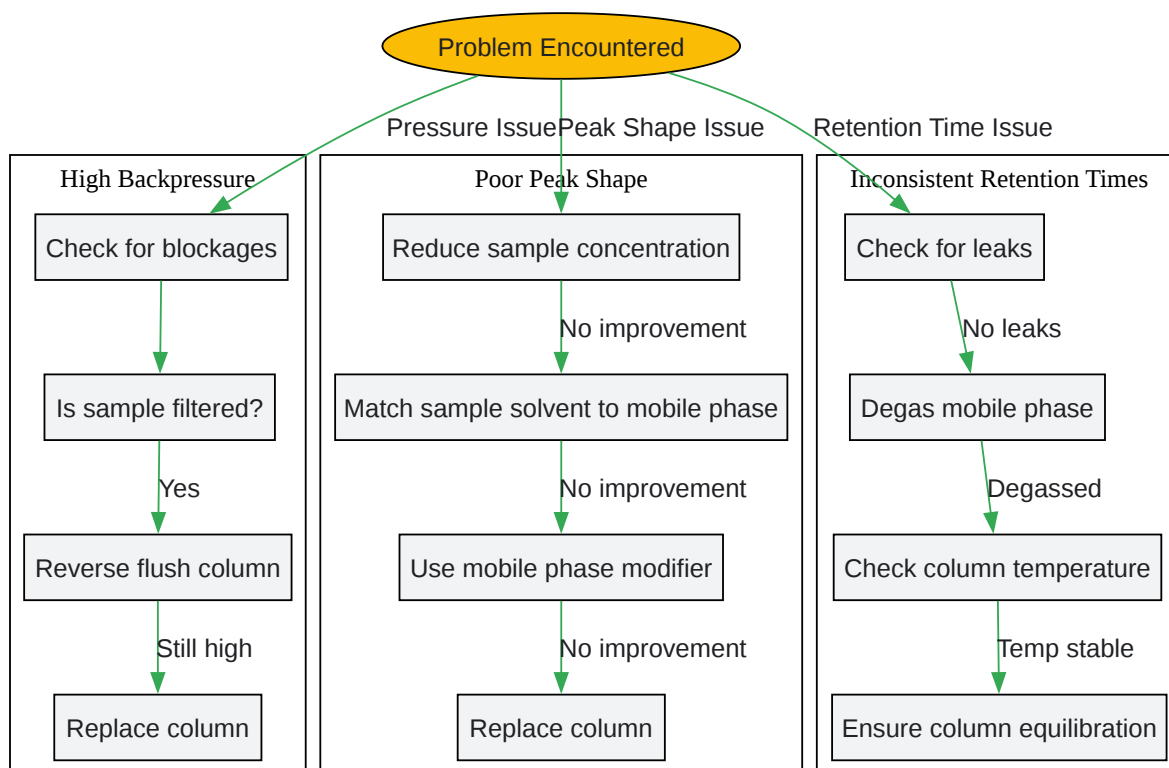 Problem Encountered
Pressure Issue
Peak Shape Issue
Retention Time Issue
High Backpressure
Poor Peak Shape
Inconsistent Retention Times
Check for blockages
Reduce sample concentration
Check for leaks
No improvement
No leaks
Is sample filtered?
Match sample solvent to mobile phase
Degas mobile phase
Yes
No improvement
Degassed
Reverse flush column
Use mobile phase modifier
Check column temperature
Still high
No improvement
Temp stable
Replace column
Replace column
Ensure column equilibration